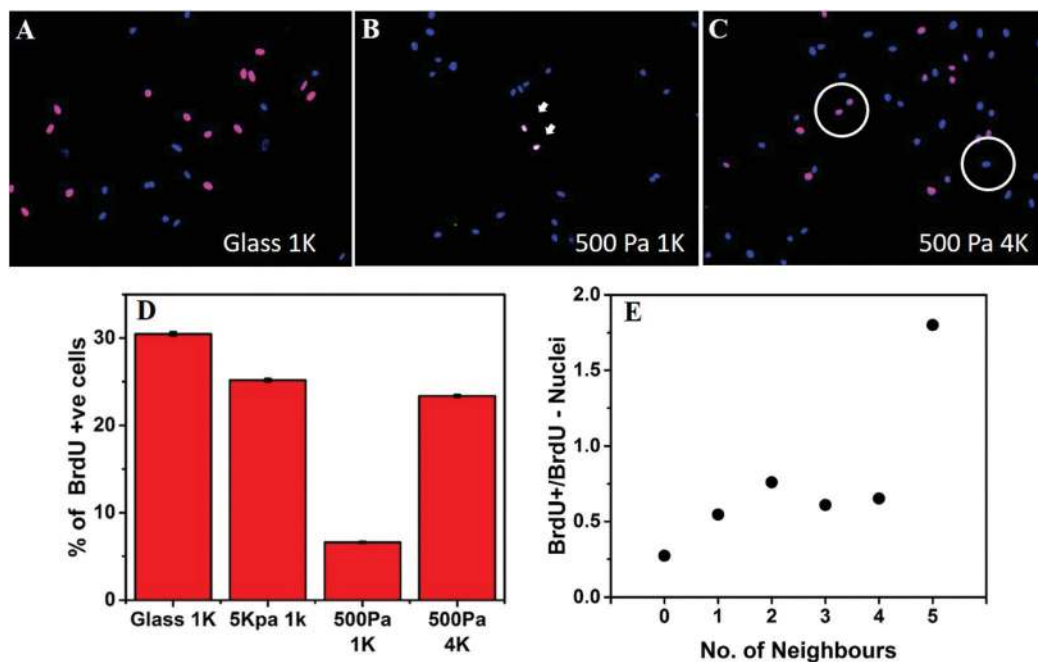 A
Glass 1K
B
500 Pa 1K
C
500 Pa 4K
D
% of BrdU +ve cells
30
20
10
0
Glass 1K
5Kpa 1k
500Pa
1K
500Pa
4K
E
BrdU+/BrdU - Nuclei
2.0
1.5
1.0
0.5
0.0
0
1
2
3
4
5
No. of Neighbours